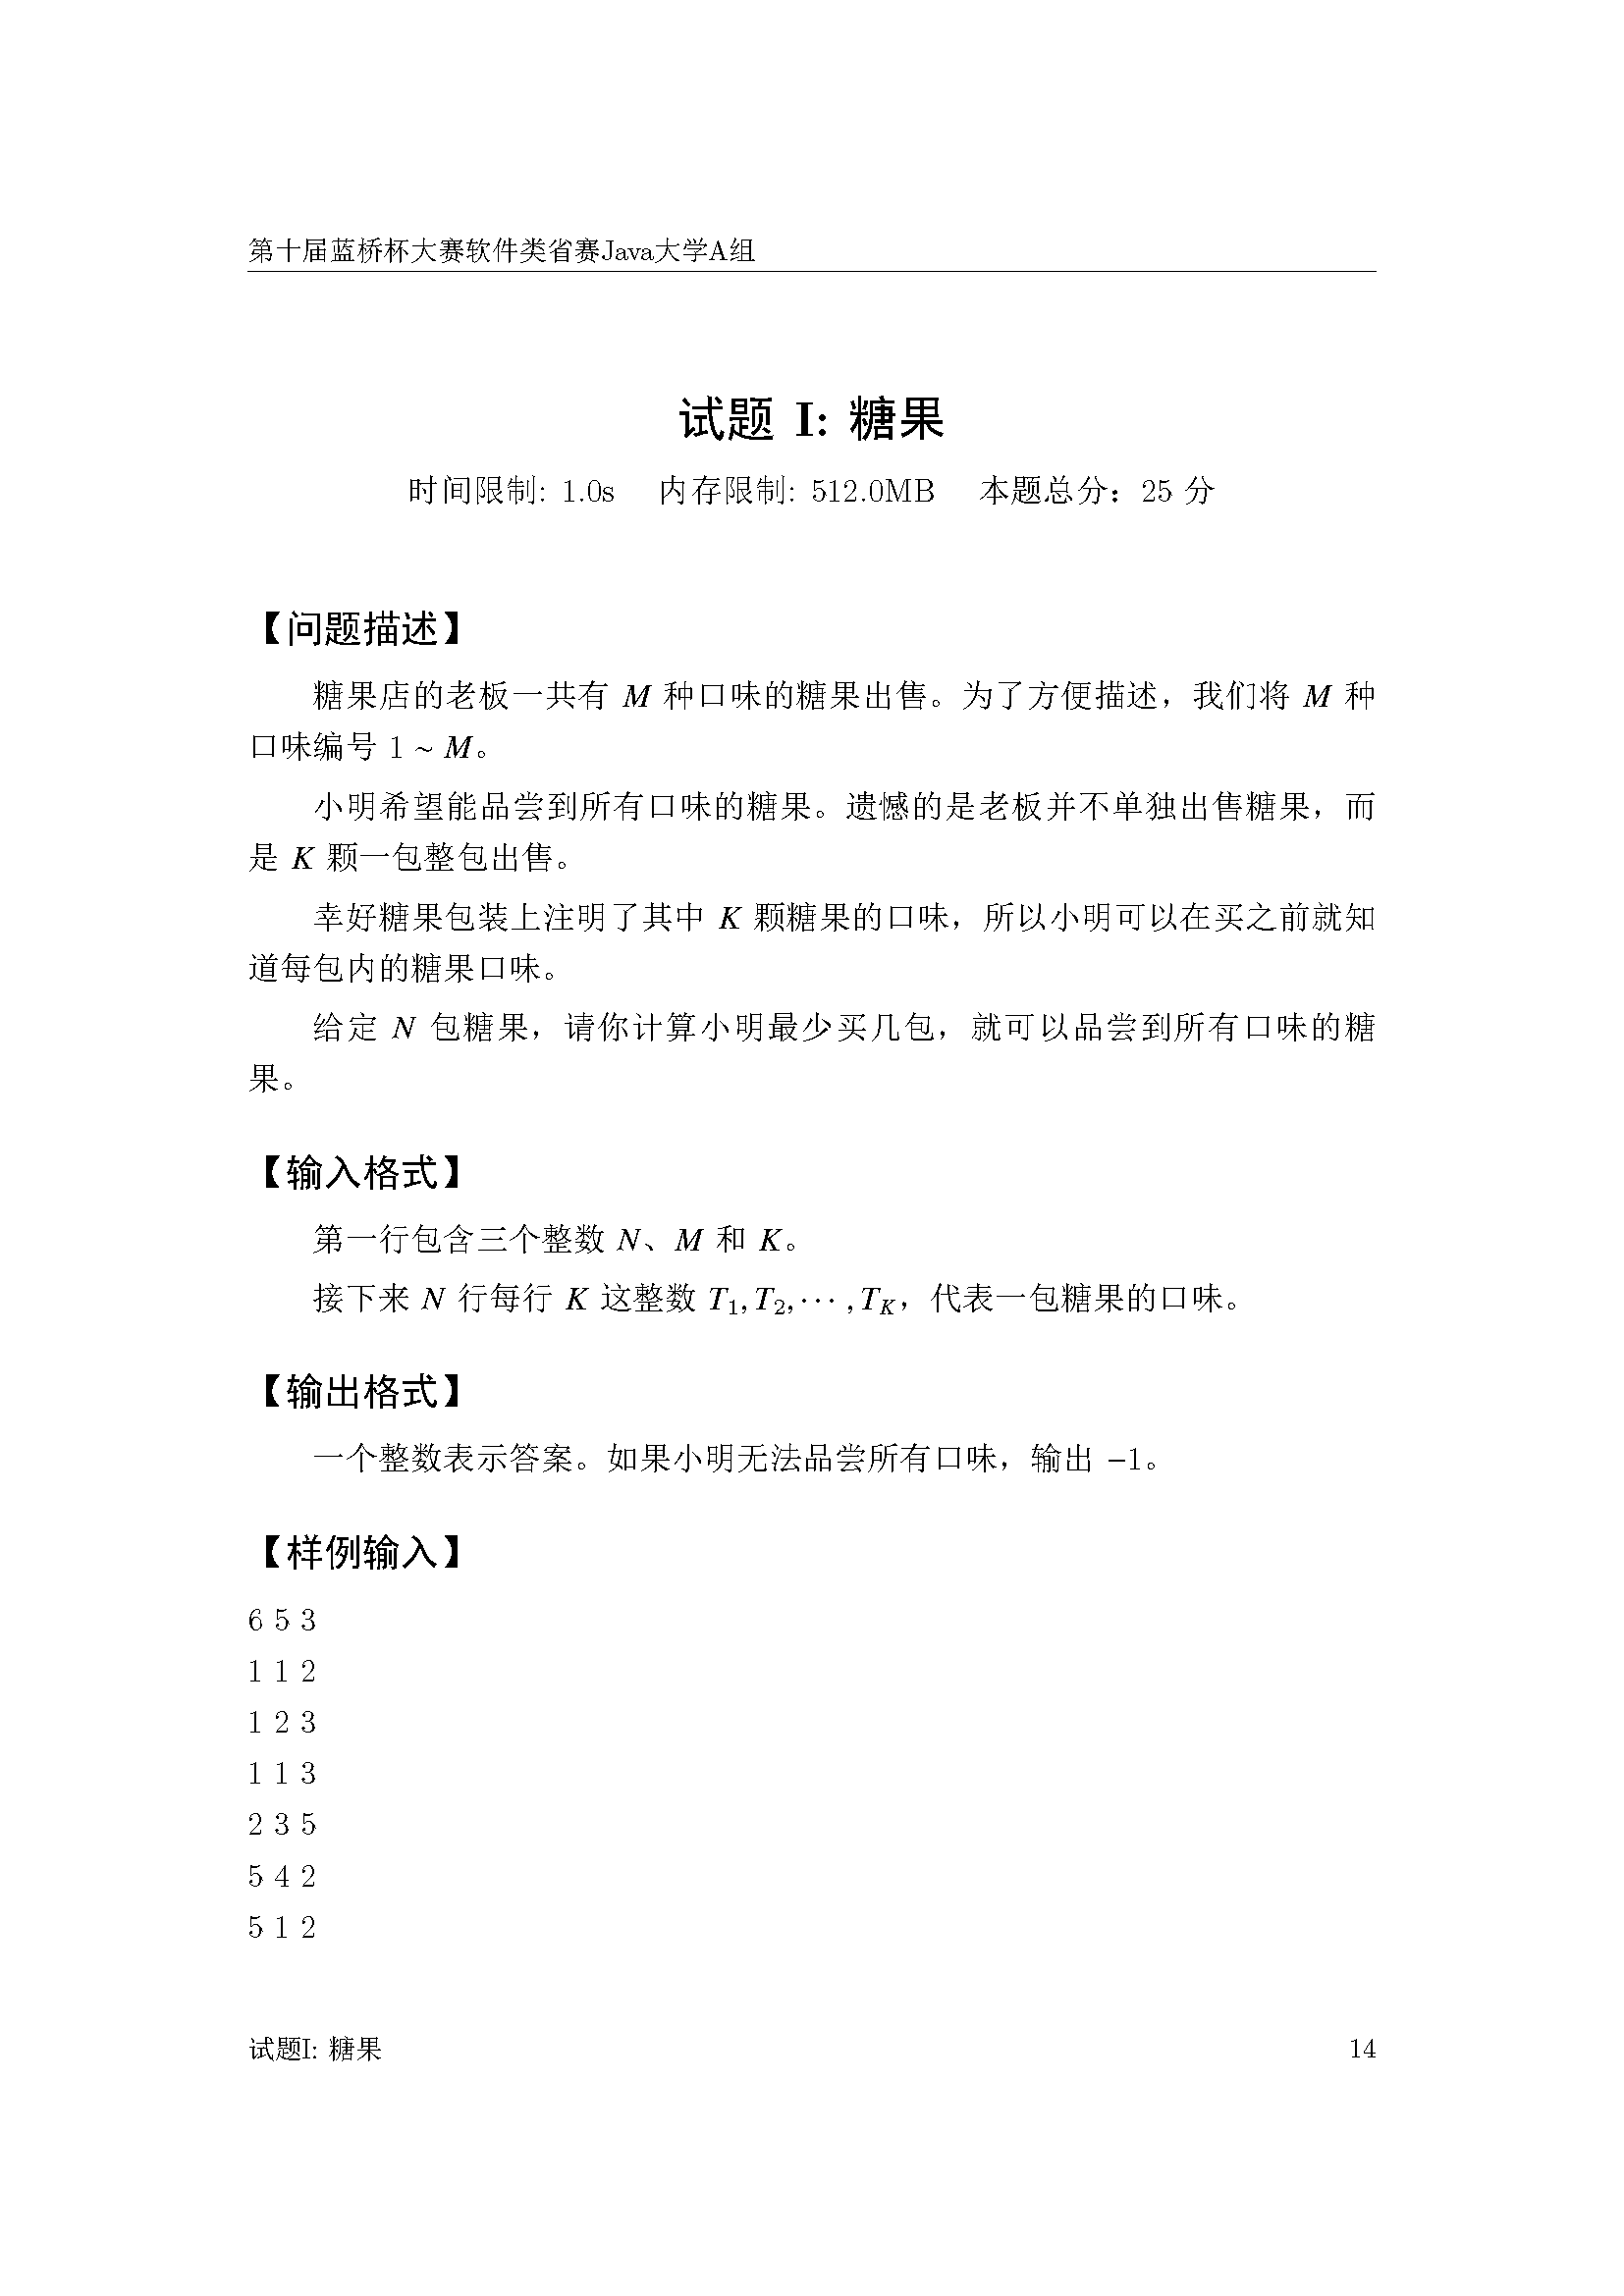 第十届蓝桥杯大赛软件类省赛Java大学A组
试题 I: 糖果
时间限制: 1.0s 内存限制: 512.0MB 本题总分：25 分
【问题描述】
糖果店的老板一共有 M 种口味的糖果出售。为了方便描述，我们将 M 种
口味编号 1 ~ M。
小明希望能品尝到所有口味的糖果。遗憾的是老板并不单独出售糖果，而
是 K 颗一包整包出售。
幸好糖果包装上注明了其中 K 颗糖果的口味，所以小明可以在买之前就知
道每包内的糖果口味。
给定 N 包糖果，请你计算小明最少买几包，就可以品尝到所有口味的糖
果。
【输入格式】
第一行包含三个整数 N、M 和 K。
接下来 N 行每行 K 这整数 T1, T2, ··· , TK，代表一包糖果的口味。
【输出格式】
一个整数表示答案。如果小明无法品尝所有口味，输出 −1。
【样例输入】
6 5 3
1 1 2
1 2 3
1 1 3
2 3 5
5 4 2
5 1 2
试题I: 糖果 14